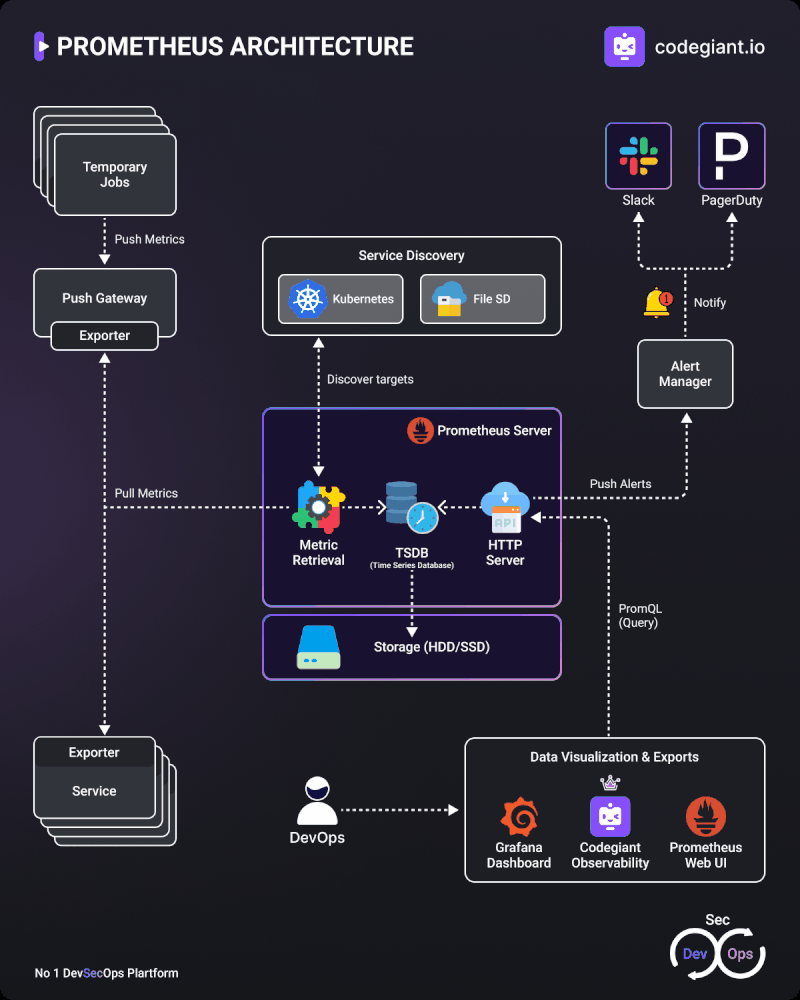 PROMETHEUS ARCHITECTURE
codegiant.io
Temporary
Jobs
Push Metrics
Push Gateway
Exporter
Slack
PagerDuty
1
Notify
Alert
Manager
Service Discovery
Kubernetes
File SD
Discover targets
Prometheus Server
Pull Metrics
Push Alerts
API
Metric
Retrieval
TSDB
(Time Series Database)
HTTP
Server
PromQL
(Query)
Storage (HDD/SSD)
Exporter
Service
DevOps
Data Visualization & Exports
Grafana
Dashboard
Codegiant
Observability
Prometheus
Web UI
Sec
Dev
Ops
No 1 DevSecOps Plartform